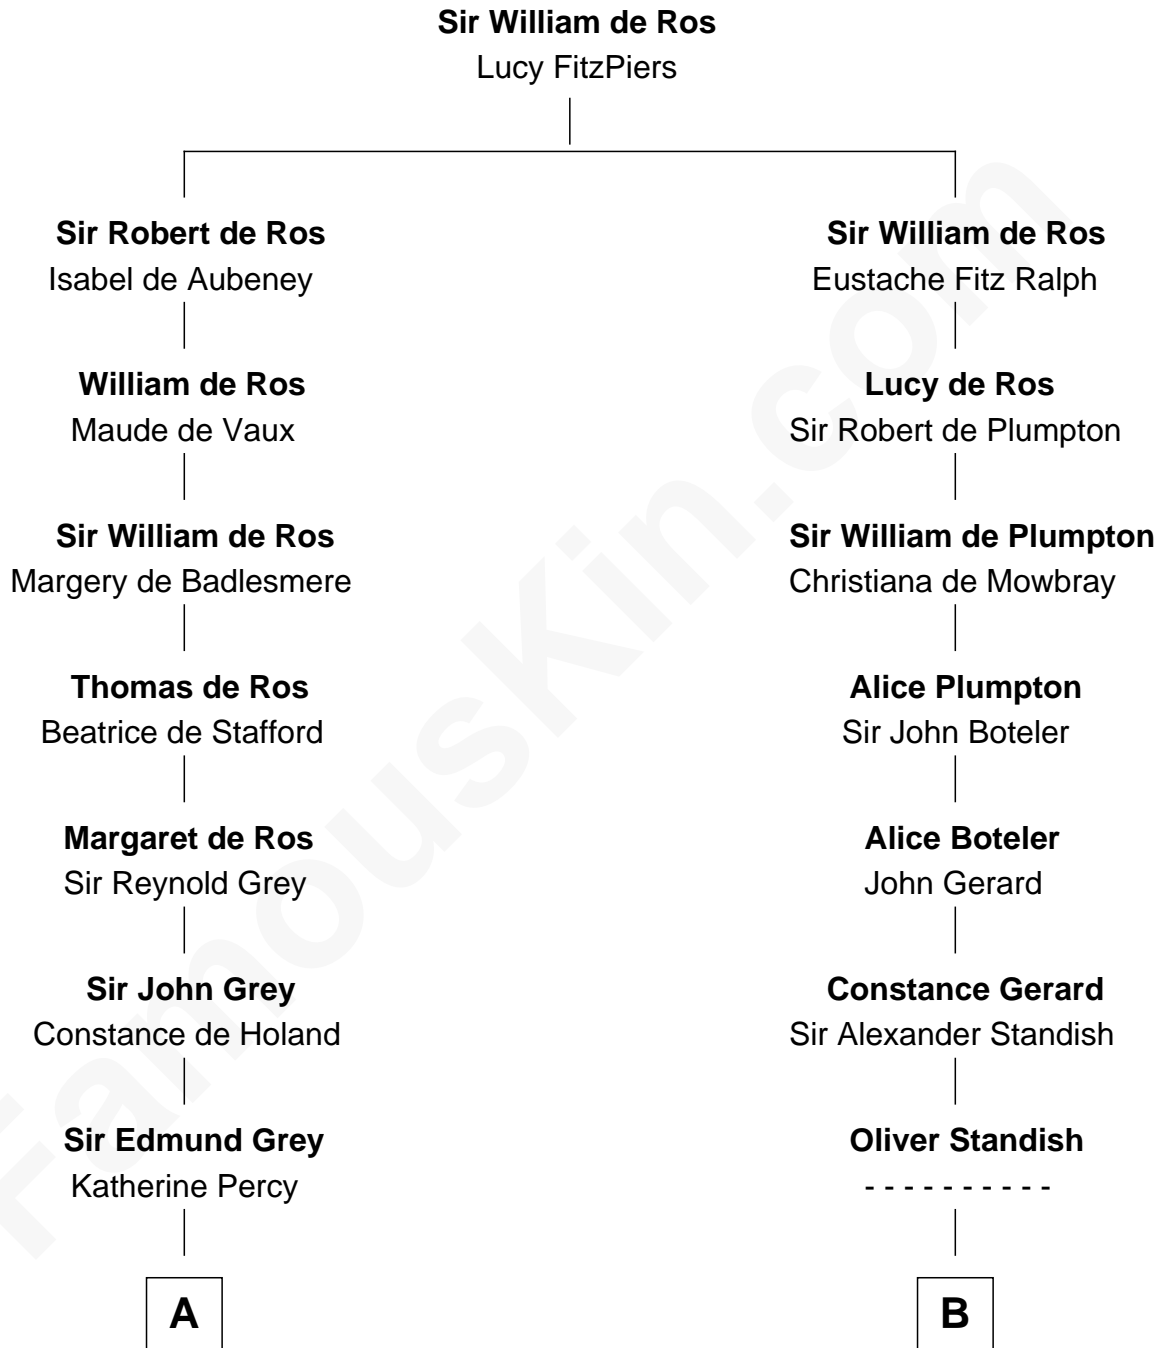 Sir William de Ros
Lucy FitzPiers
Sir Robert de Ros
Isabel de Aubeney
Sir William de Ros
Eustache Fitz Ralph
William de Ros
Maude de Vaux
Lucy de Ros
Sir Robert de Plumpton
Sir William de Ros
Margery de Badlesmere
Sir William de Plumpton
Christiana de Mowbray
Thomas de Ros
Beatrice de Stafford
Alice Plumpton
Sir John Boteler
Margaret de Ros
Sir Reynold Grey
Alice Boteler
John Gerard
Sir John Grey
Constance de Holand
Constance Gerard
Sir Alexander Standish
Sir Edmund Grey
Katherine Percy
Oliver Standish
- - - - - - - - - -
A
B
FamousKin.com